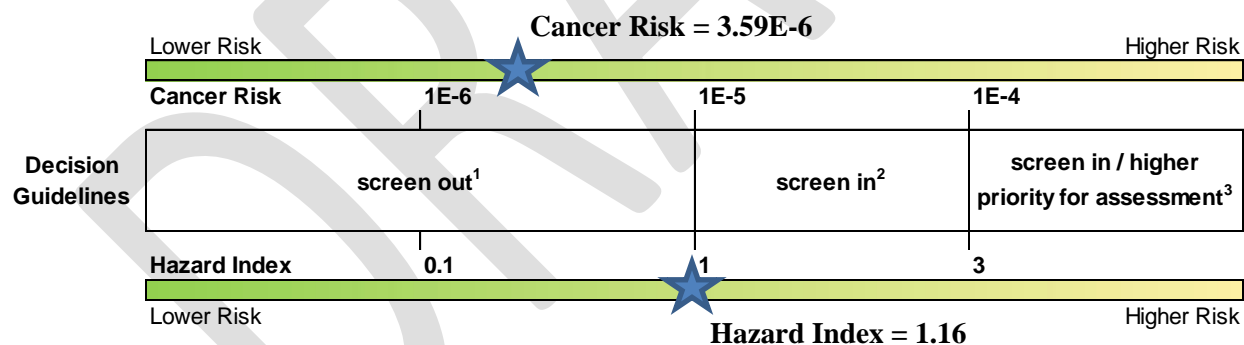 Cancer Risk = 3.59E-6
Lower Risk Higher Risk
Cancer Risk 1E-6 1E-5 1E-4
Decision Guidelines
screen out1
screen in2
screen in / higher
priority for assessment3
Hazard Index 0.1 1 3
Lower Risk Higher Risk
Hazard Index = 1.16
DRA